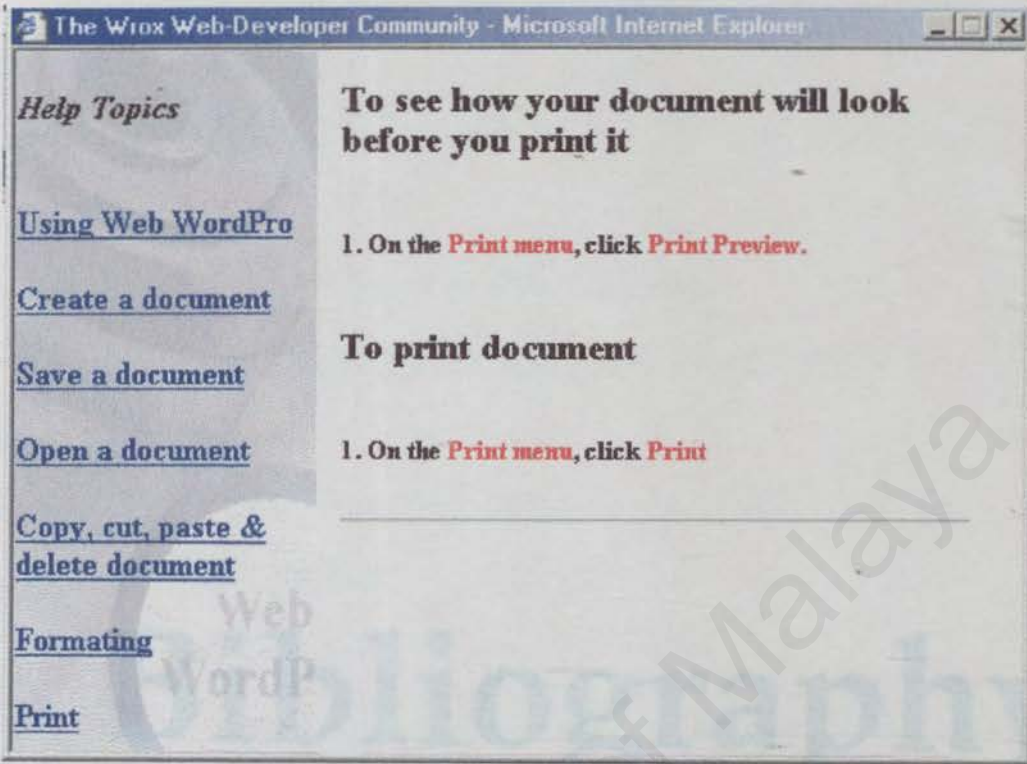 The Wrox Web-Developer Community - Microsoft Internet Explorer
Help Topics
Using Web WordPro
Create a document
Save a document
Open a document
Copy, cut, paste &
delete document
Formating
Print
To see how your document will look
before you print it
1. On the Print menu, click Print Preview.
To print document
1. On the Print menu, click Print
Web
WordP
Bibliography
of Malaya